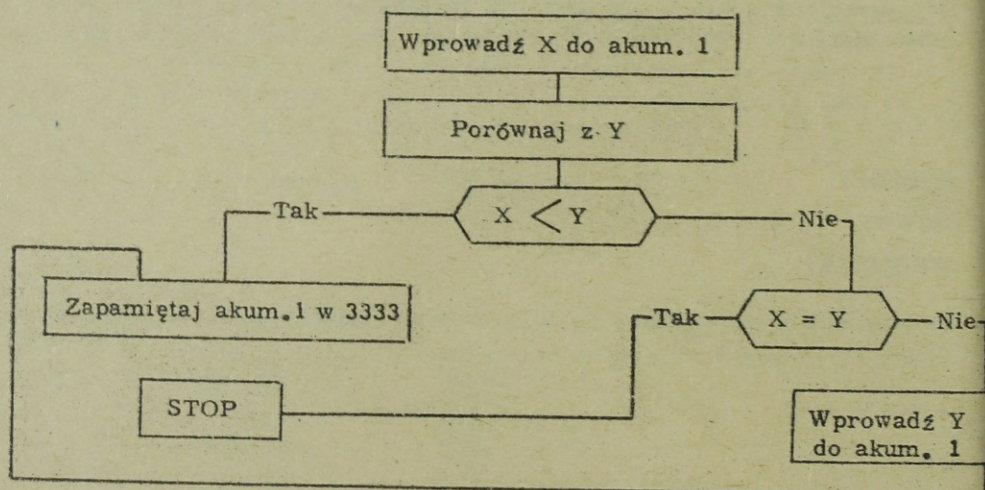 Wprowadź X do akum. 1
Porównaj z Y
Tak
X < Y
Nie
Zapamiętaj akum.1 w 3333
Tak
X = Y
Nie
STOP
Wprowadź Y
do akum. 1